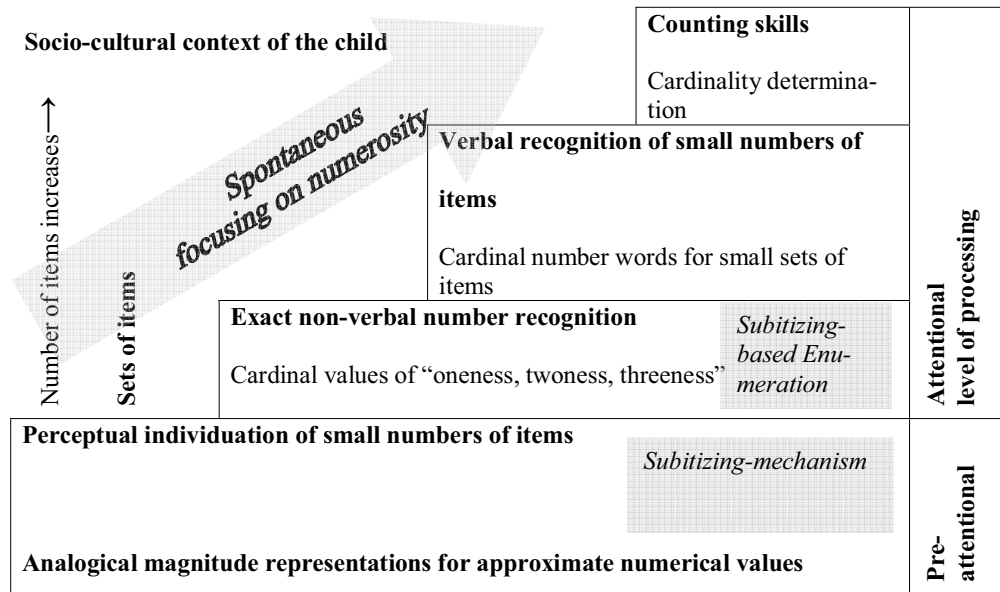 Socio-cultural context of the child
Counting skills
Cardinality determina-
tion
Spontaneous
focusing on numerosity
Number of items increases→
Sets of items
Verbal recognition of small numbers of
items
Cardinal number words for small sets of
items
Exact non-verbal number recognition
Cardinal values of “oneness, twoness, threeness”
Subitizing-
based Enu-
meration
Attentional
level of processing
Perceptual individuation of small numbers of items
Subitizing-mechanism
Analogical magnitude representations for approximate numerical values
Pre-
attentional